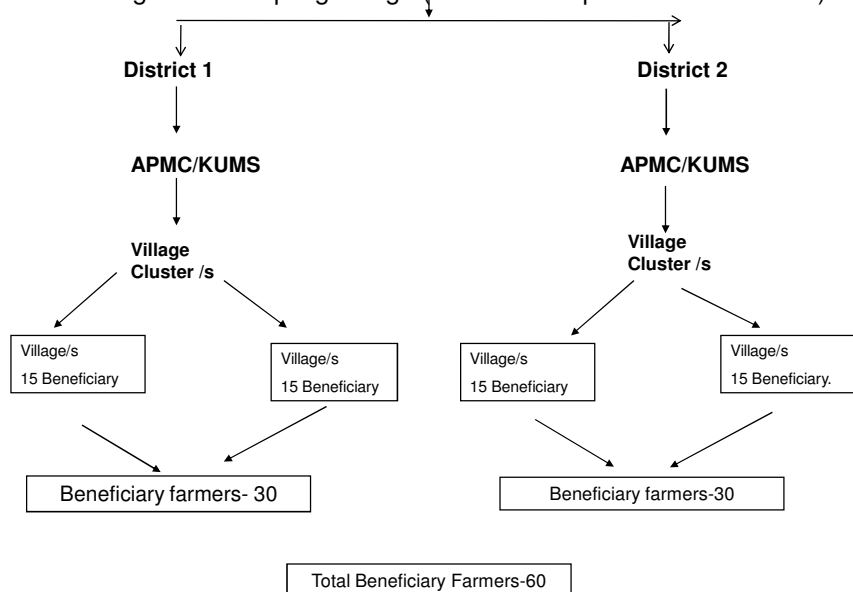 District 1
District 2
APMC/KUMS
APMC/KUMS
Village
Cluster /s
Village
Cluster /s
Village/s
15 Beneficiary
Village/s
15 Beneficiary
Village/s
15 Beneficiary
Village/s
15 Beneficiary.
Beneficiary farmers- 30
Beneficiary farmers-30
Total Beneficiary Farmers-60